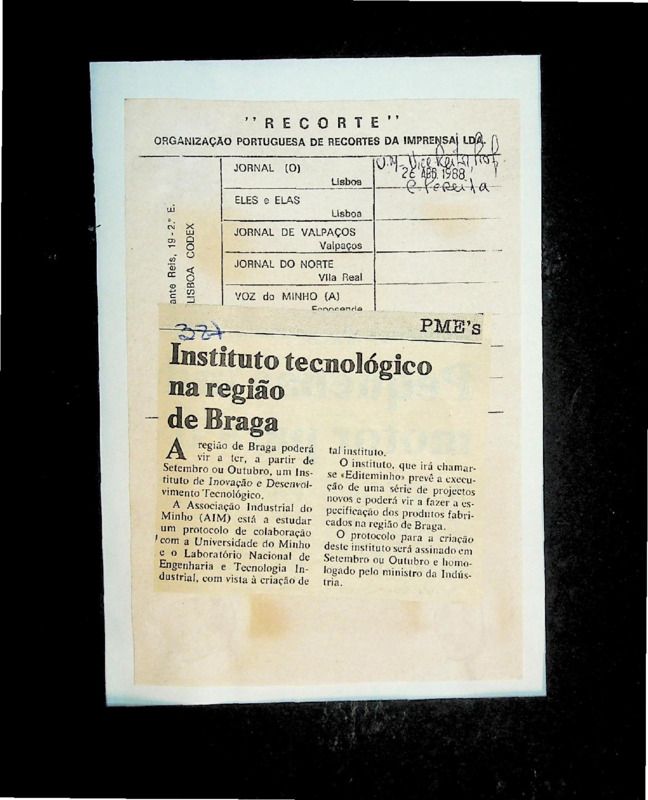 "RECORTE"
ORGANIZAÇÃO PORTUGUESA DE RECORTES DA IMPRENSA, LDA.
26 ABR. 1988
JORNAL (O)
Lisboa
ELES e ELAS
Lisboa
JORNAL DE VALPAÇOS
Valpaços
JORNAL DO NORTE
Vila Real
VOZ do MINHO (A)
Esposende
ante Reis, 19 - 2.º E.
LISBOA CODEX
327
PME's
Instituto tecnológico
na região
de Braga
A região de Braga poderá
vir a ter, a partir de
Setembro ou Outubro, um Ins-
tituto de Inovação e Desenvol-
vimento Tecnológico.
A Associação Industrial do
Minho (AIM) está a estudar
um protocolo de colaboração
com a Universidade do Minho
e o Laboratório Nacional de
Engenharia e Tecnologia In-
dustrial, com vista à criação de
tal instituto.
O instituto, que irá chamar-
se «Editeminho» prevê a execu-
ção de uma série de projectos
novos e poderá vir a fazer a es-
pecificação dos produtos fabri-
cados na região de Braga.
O protocolo para a criação
deste instituto será assinado em
Setembro ou Outubro e homo-
logado pelo ministro da Indús-
tria.